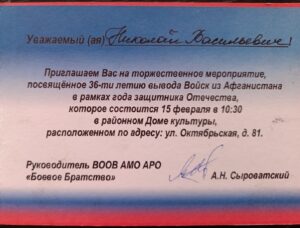 Уважаемый (ая) Николай Васильевич!
Приглашаем Вас на торжественное мероприятие,
посвящённое 36-ти летию вывода Войск из Афганистана
в рамках года защитника Отечества,
которое состоится 15 февраля в 10:30
в районном Доме культуры,
расположенном по адресу: ул. Октябрьская, д. 81.
Руководитель ВООВ АМО АРО
«Боевое Братство»
А.Н. Сыроватский